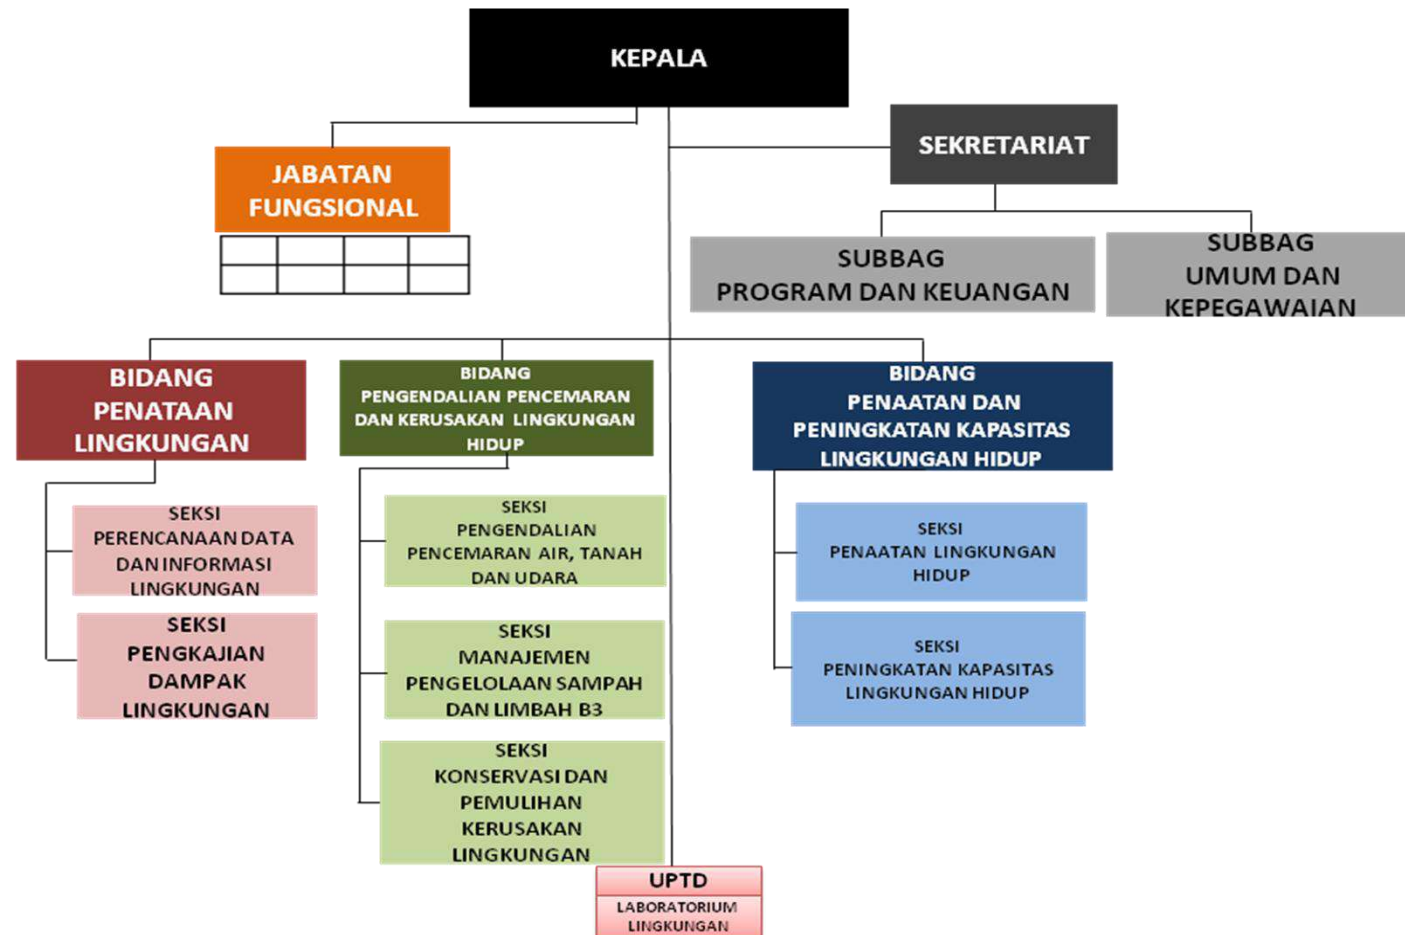 KEPALA
SEKRETARIAT
JABATAN
FUNGSIONAL
SUBBAG
PROGRAM DAN KEUANGAN
SUBBAG
UMUM DAN
KEPEGAWAIAN
BIDANG
PENATAAN
LINGKUNGAN
BIDANG
PENGENDALIAN PENCEMARAN
DAN KERUSAKAN LINGKUNGAN
HIDUP
BIDANG
PENAATAN DAN
PENINGKATAN KAPASITAS
LINGKUNGAN HIDUP
SEKSI
PERENCANAAN DATA
DAN INFORMASI
LINGKUNGAN
SEKSI
PENGKAJIAN
DAMPAK
LINGKUNGAN
SEKSI
PENGENDALIAN
PENCEMARAN AIR, TANAH
DAN UDARA
SEKSI
MANAJEMEN
PENGELOLAAN SAMPAH
DAN LIMBAH B3
SEKSI
KONSERVASI DAN
PEMULIHAN
KERUSAKAN
LINGKUNGAN
SEKSI
PENAATAN LINGKUNGAN
HIDUP
SEKSI
PENINGKATAN KAPASITAS
LINGKUNGAN HIDUP
UPTD
LABORATORIUM
LINGKUNGAN